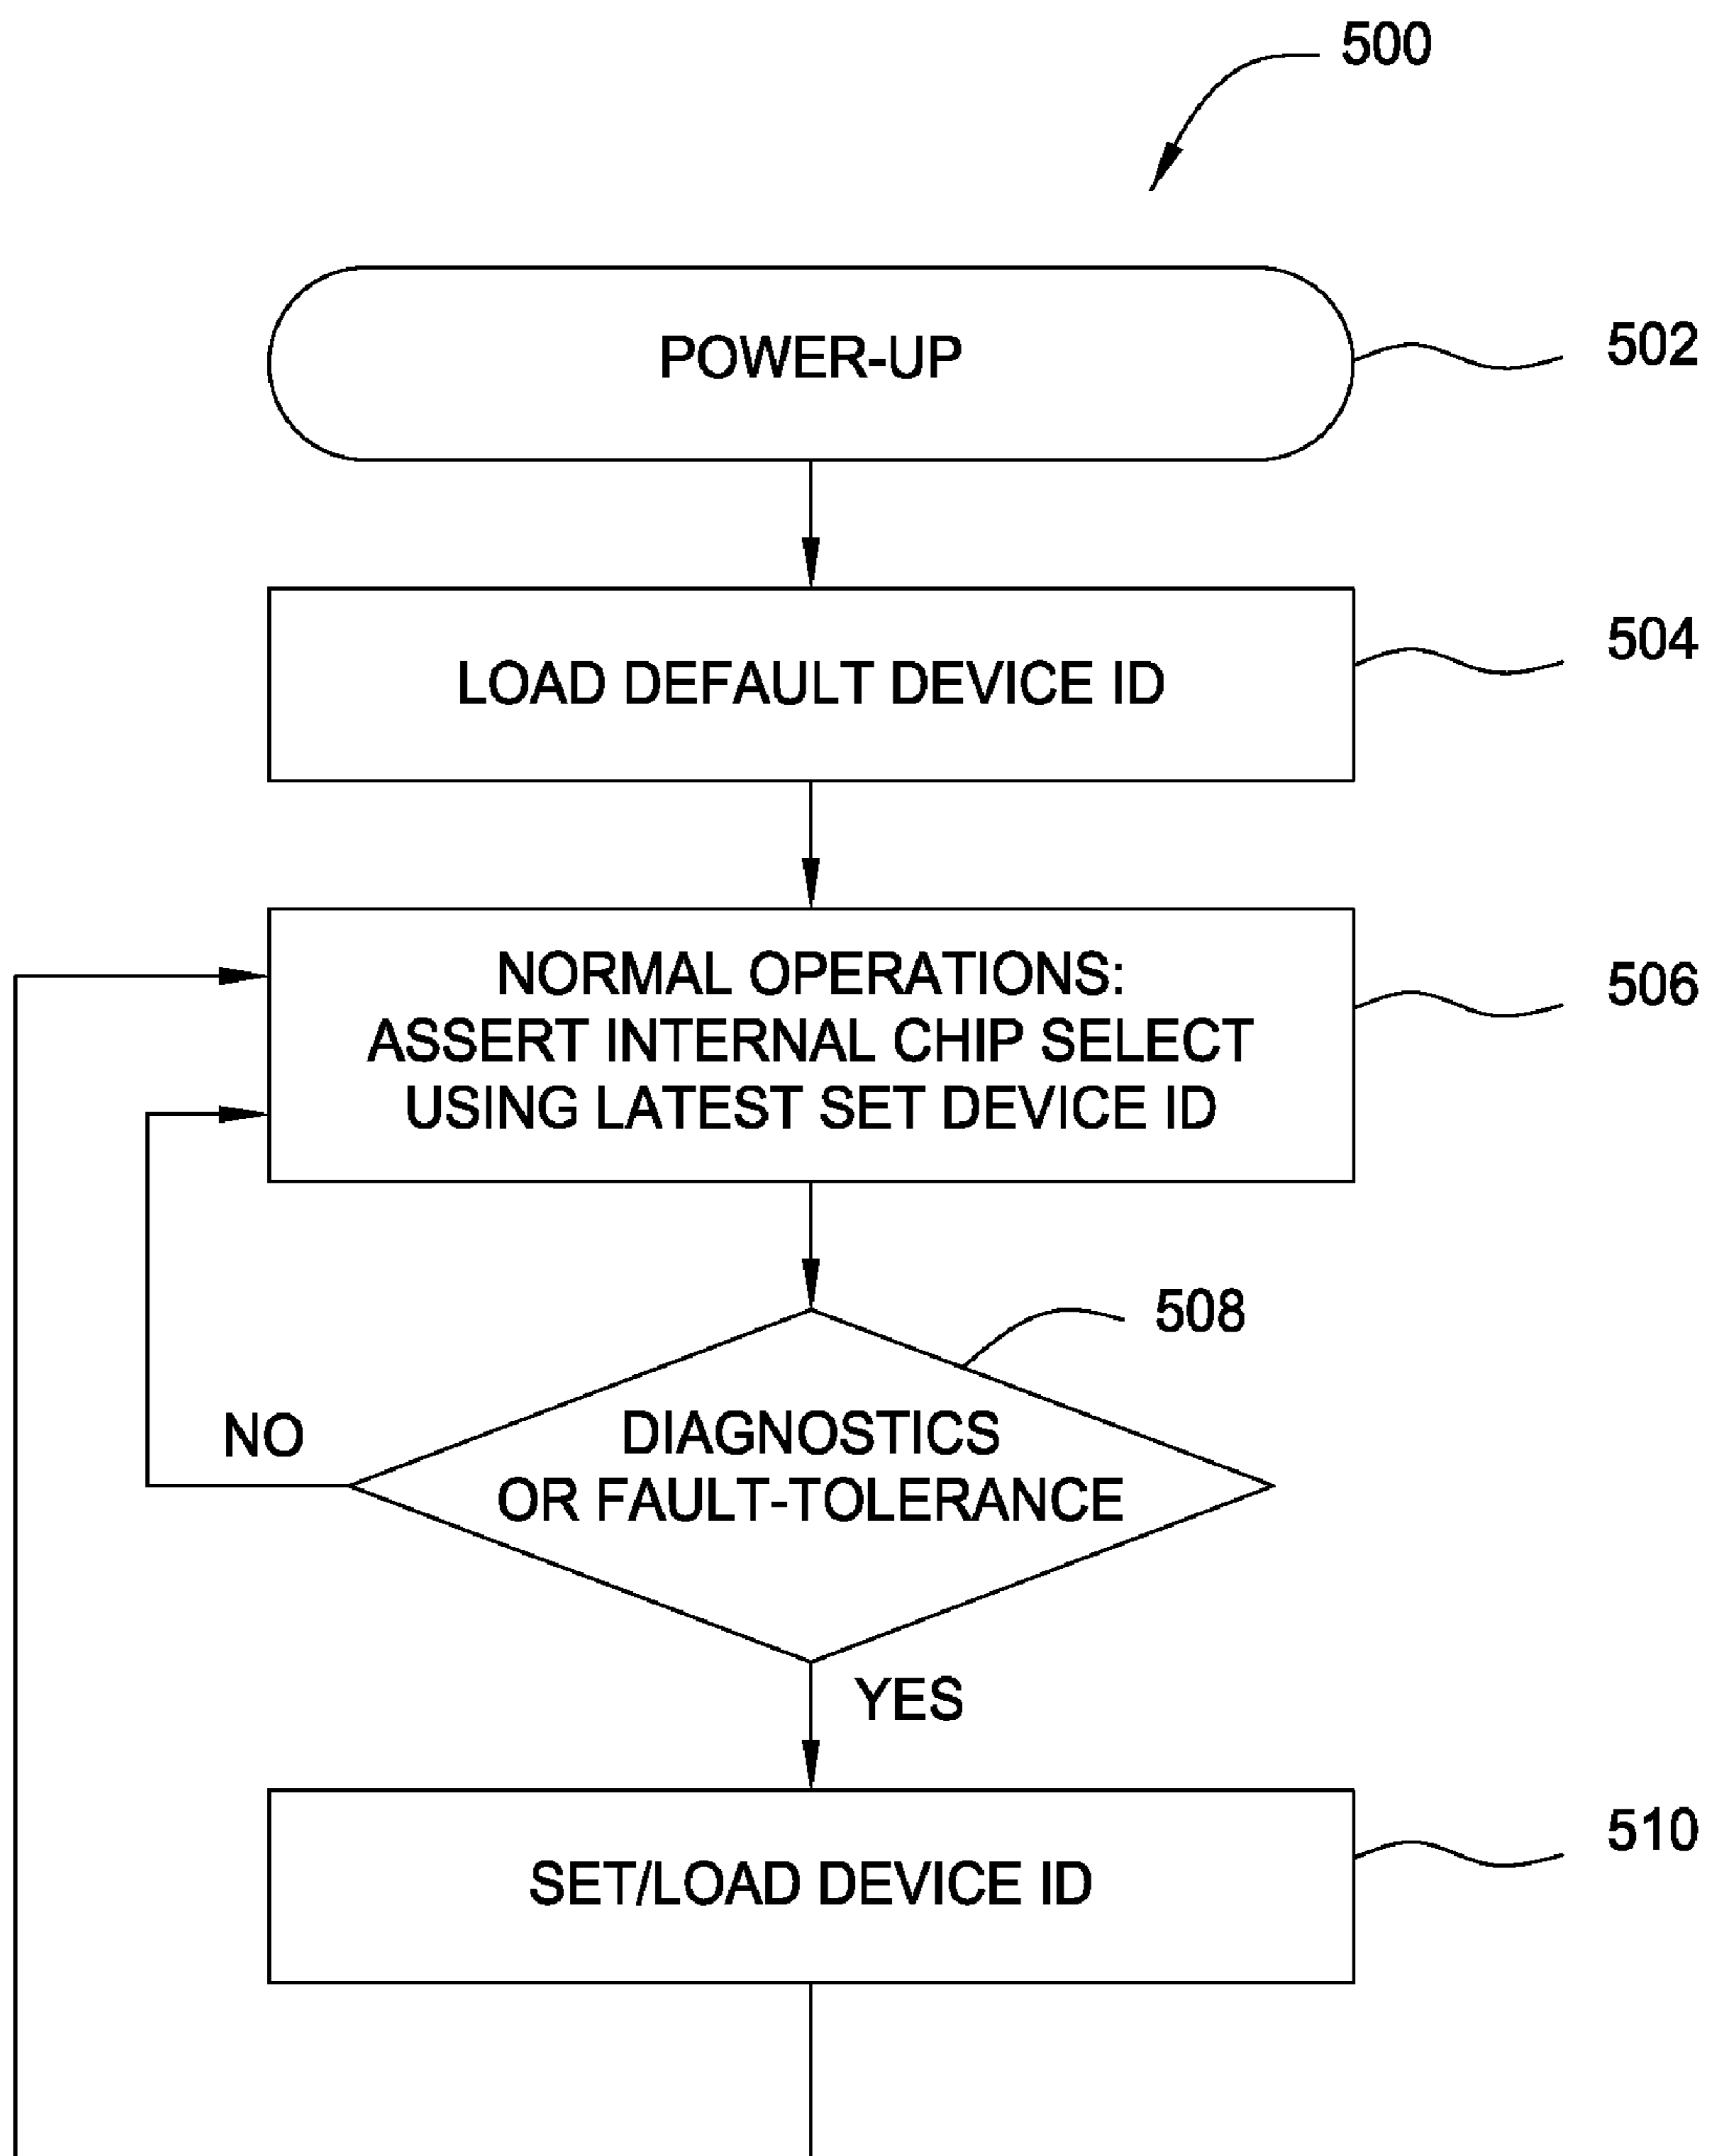 500
POWER-UP
502
LOAD DEFAULT DEVICE ID
504
NORMAL OPERATIONS:
ASSERT INTERNAL CHIP SELECT
USING LATEST SET DEVICE ID
506
508
DIAGNOSTICS
OR FAULT-TOLERANCE
NO
YES
SET/LOAD DEVICE ID
510